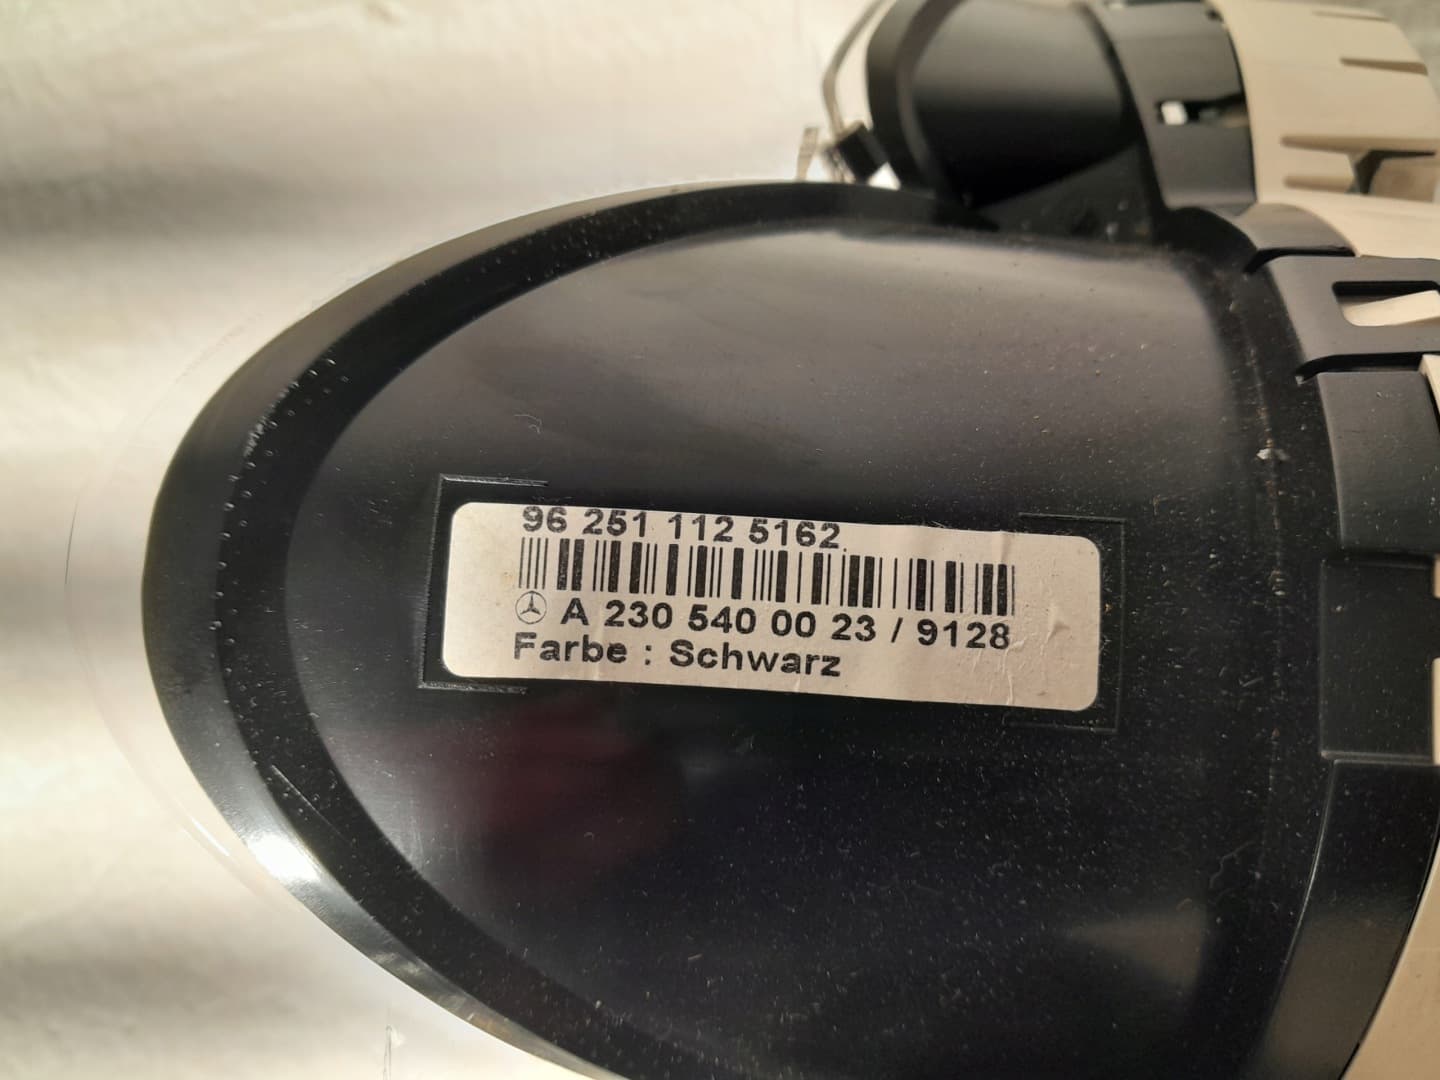 96 251 112 5162
A 230 540 00 23 / 9128
Farbe : Schwarz